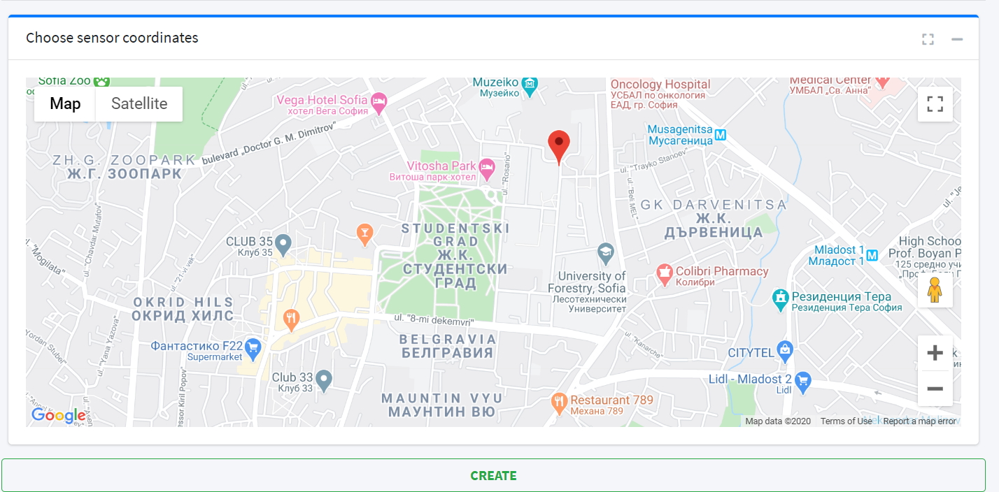 Choose sensor coordinates
Sofia Zoo
Map
Satellite
Vega Hotel Sofia
хотел Вега София
Muzeiko
Музейко
Oncology Hospital
УСБАЛ по онкология
ЕАД, гр. София
Medical Center
УМБАЛ „Св. Анна“
bulevard „Doctor G. M. Dimitrov“
Musagenitsa
Мусагеница
ZH.G. ZOOPARK
Ж.Г. ЗООПАРК
Vitosha Park
Витоша парк-хотел
ul. "Rosario"
ul. „Trayko Stanoev“
ul. "Beli MEL"
GK DARVENITSA
Ж.К.
ДЪРВЕНИЦА
ul. "Chavdar Mutafov"
STUDENTSKI
GRAD
Ж.К.
СТУДЕНТСКИ
ГРАД
CLUB 35
Клуб 35
ul. "21-vi vek"
"Mogilata"
University of
Forestry, Sofia
Лесотехнически
Университет
Colibri Pharmacy
Колибри
Mladost 1
Младост 1
High Schoo
Prof. Boyan P
125 средно учи
Резиденция Тера
Резиденция Тера София
OKRID HILS
ОКРИД ХИЛС
ul. "8-mi dekemvri"
BELGRAVIA
БЕЛГРАВИЯ
Фантастико F22
Supermarket
Yordan Stubel"
ul. "Yana Yazova"
ul. „Kanarche“
CITYTEL
Club 33
Клуб 33
Lidl - Mladost 2
Lidl
essor Kiril Popov"
MAUNTIN VYU
МАУНТИН ВЮ
Restaurant 789
Механа 789
Google
Map data ©2020
Terms of Use
Report a map error
CREATE